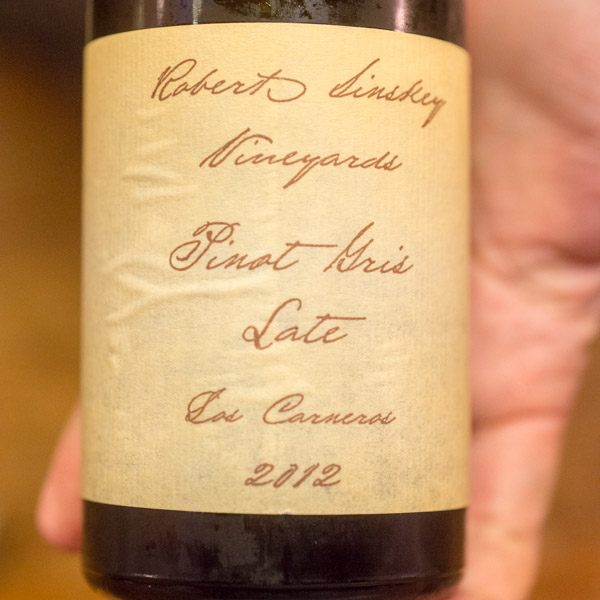 Robert Sinskey
Vineyards
Pinot Gris
Late
Los Carneros
2012